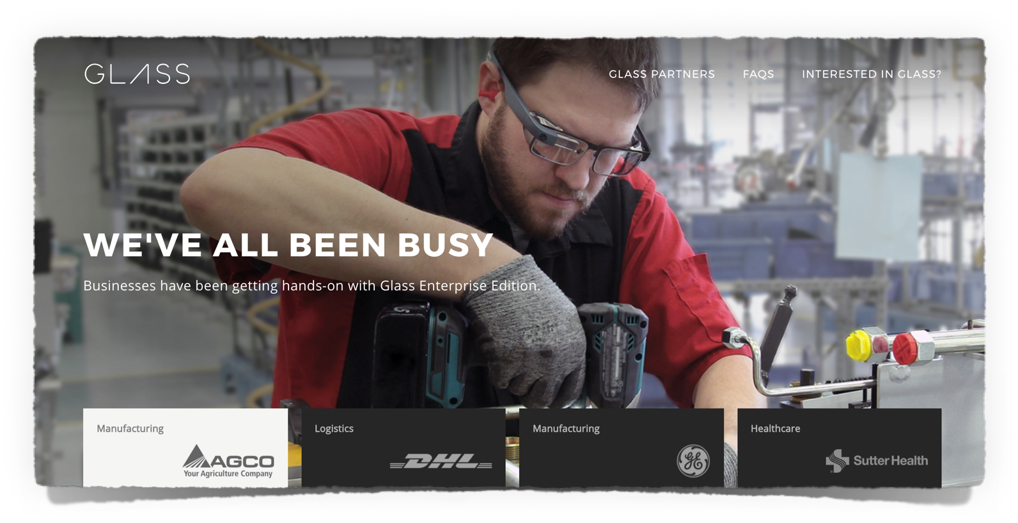 GLASS
GLASS PARTNERS FAQS INTERESTED IN GLASS?
WE'VE ALL BEEN BUSY
Businesses have been getting hands-on with Glass Enterprise Edition.
Manufacturing
AGCO
Your Agriculture Company
Logistics
DHL
Manufacturing
GE
Healthcare
Sutter Health